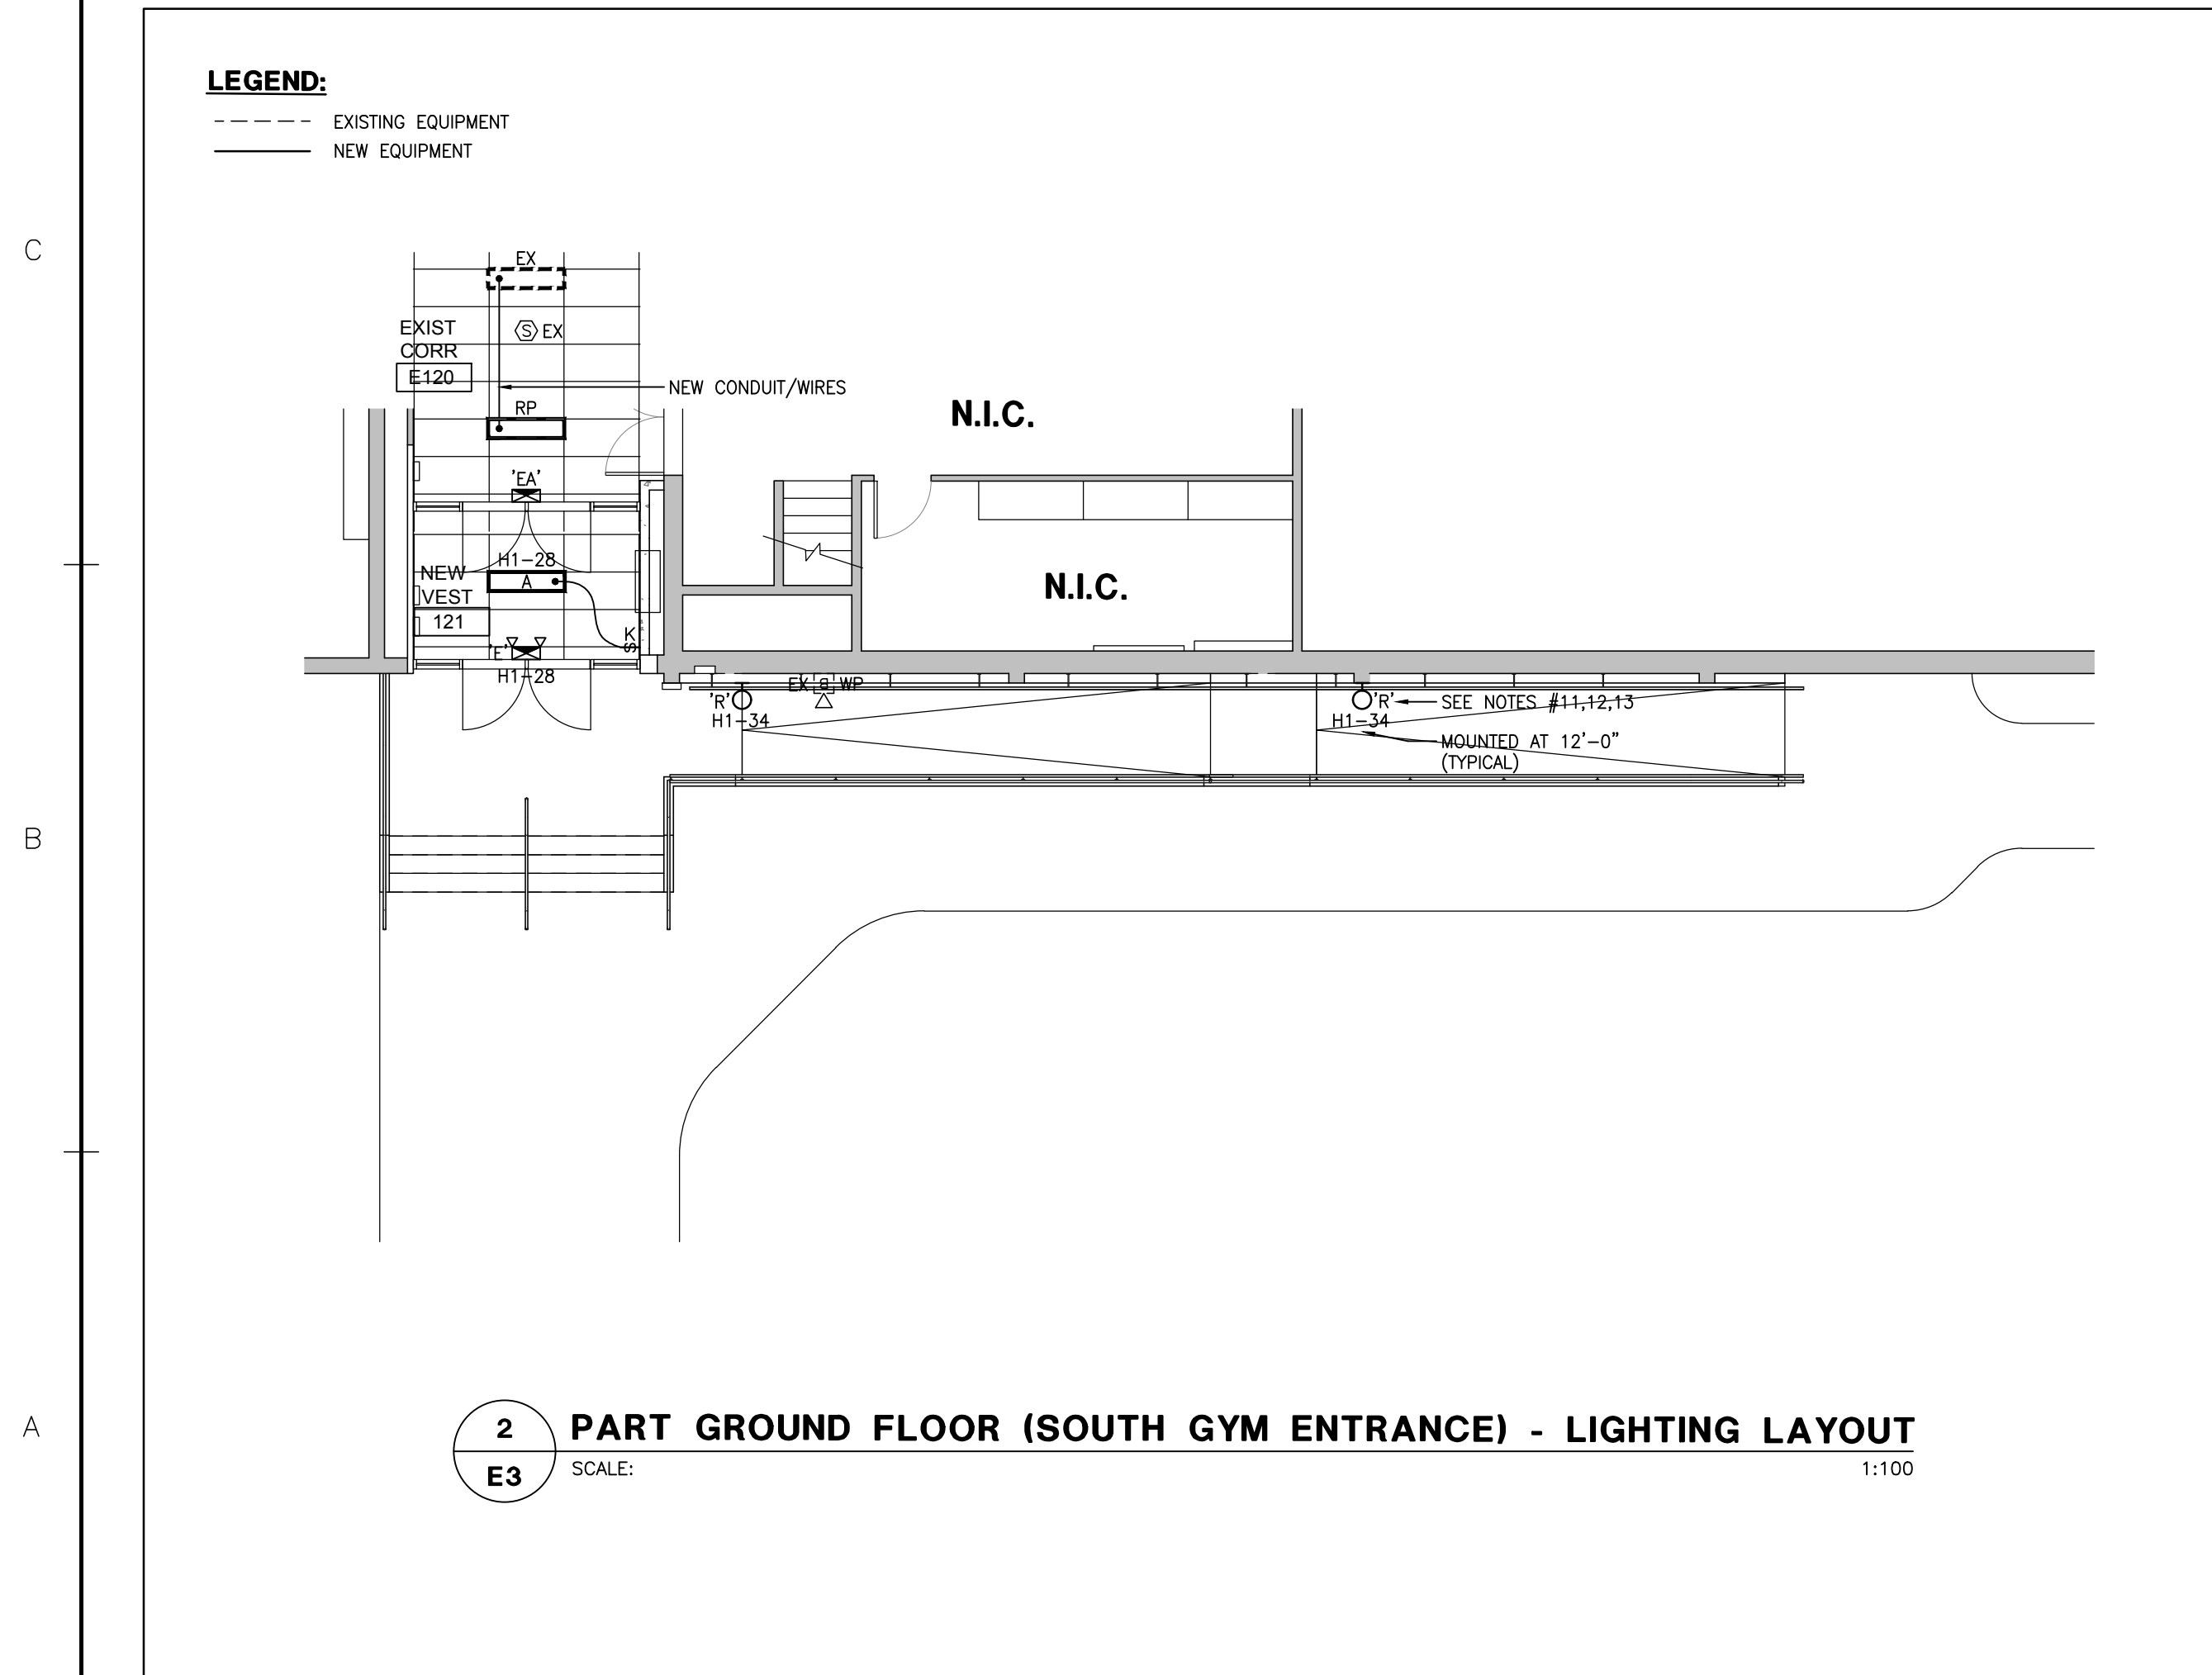 LEGEND:
EXISTING EQUIPMENT
NEW EQUIPMENT
C
EX
EXIST
CORR
E120
S EX
NEW CONDUIT/WIRES
RP
N.I.C.
'EA'
H1-28
A
NEW
VEST
121
N.I.C.
K
S
'E'
H1-28
EX B WP
'R'
H1-34
'R'
H1-34
SEE NOTES #11,12,13
MOUNTED AT 12'-0"
(TYPICAL)
B
A
2
E3
PART GROUND FLOOR (SOUTH GYM ENTRANCE) - LIGHTING LAYOUT
SCALE:
1:100